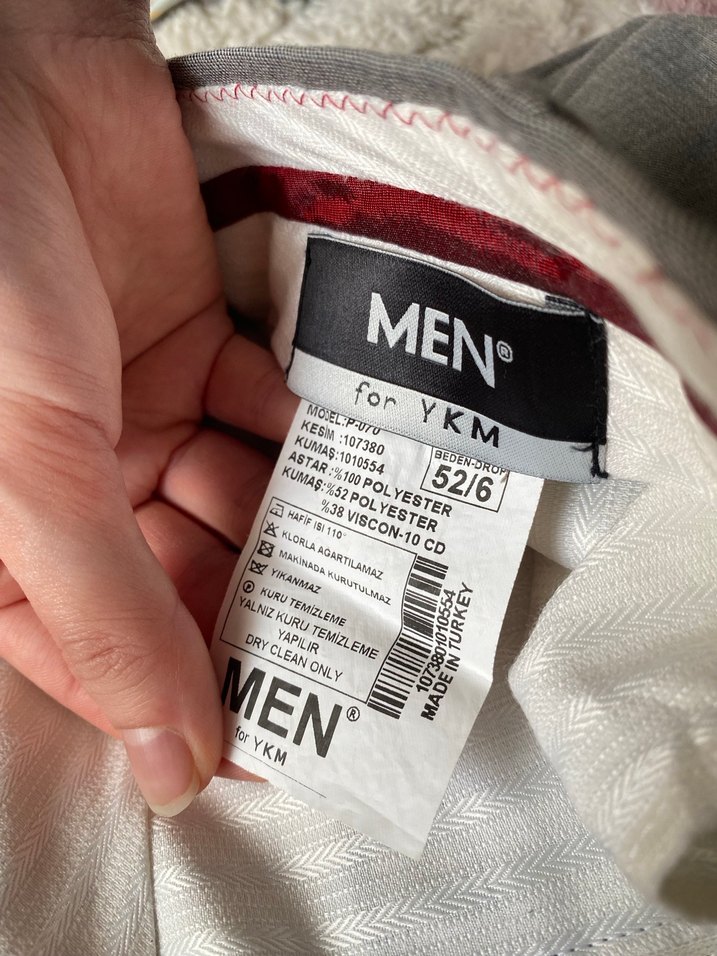 MEN®
for YKM
MODEL:P-070
KESİM :107380
KUMAŞ:1010554
ASTAR :%100 POLYESTER
KUMAŞ:%52 POLYESTER
%38 VISCON-10 CD
BEDEN-DROP
52/6
HAFİF ISI 110°
KLORLA AĞARTILAMAZ
MAKİNADA KURUTULMAZ
YIKANMAZ
P KURU TEMİZLEME
YALNIZ KURU TEMİZLEME
YAPILIR
DRY CLEAN ONLY
1073801010554
MADE IN TURKEY
MEN®
for YKM